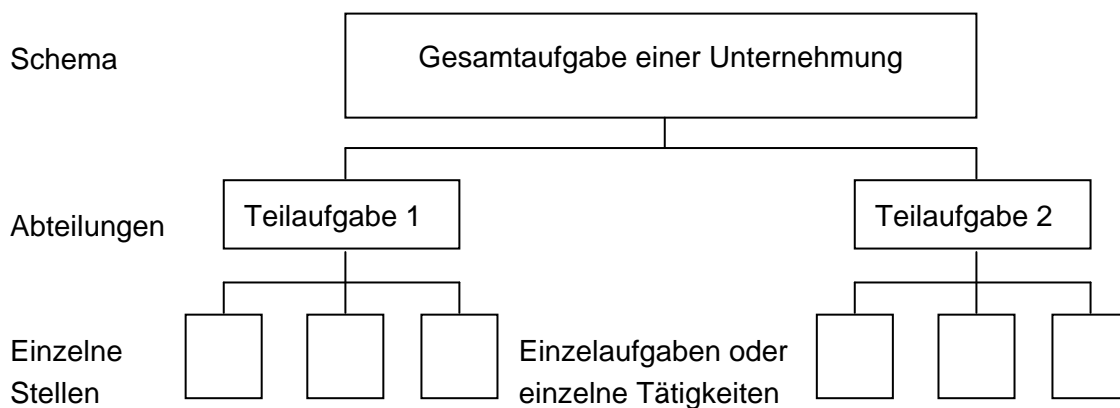 Schema
Gesamtaufgabe einer Unternehmung
Abteilungen
Teilaufgabe 1
Teilaufgabe 2
Einzelne
Stellen
Einzelaufgaben oder
einzelne Tätigkeiten